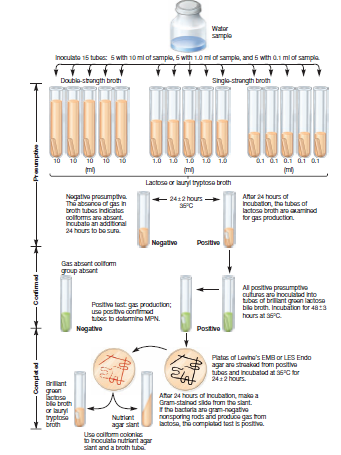 Water
sample
Inoculate 15 tubes: 5 with 10 ml of sample, 5 with 1.0 ml of sample, and 5 with 0.1 ml of sample.
Double-strength broth
Single-strength broth
10 10 10 10 10
1.0 1.0 1.0 1.0 1.0
0.1 0.1 0.1 0.1 0.1
(ml)
(ml)
(ml)
Lactose or lauryl tryptose broth
Presumptive
Negative presumptive.
The absence of gas in
broth tubes indicates
coliforms are absent.
Incubate an additional
24 hours to be sure.
24±2 hours
35°C
After 24 hours of
incubation, the tubes of
lactose broth are examined
for gas production.
Negative
Positive
Confirmed
Gas absent coliform
group absent
Positive test: gas production;
use positive confirmed
tubes to determine MPN.
All positive presumptive
cultures are inoculated into
tubes of brilliant green lactose
bile broth. Incubation for 48±3
hours at 35°C.
Negative
Positive
Completed
Plates of Levine's EMB or LES Endo
agar are streaked from positive
tubes and incubated at 35°C for
24±2 hours.
Brilliant
green
lactose
bile broth
or lauryl
tryptose
broth
Nutrient
agar slant
After 24 hours of incubation, make a
Gram-stained slide from the slant.
If the bacteria are gram-negative
nonsporing rods and produce gas from
lactose, the completed test is positive.
Use coliform colonies
to inoculate nutrient agar
slant and a broth tube.